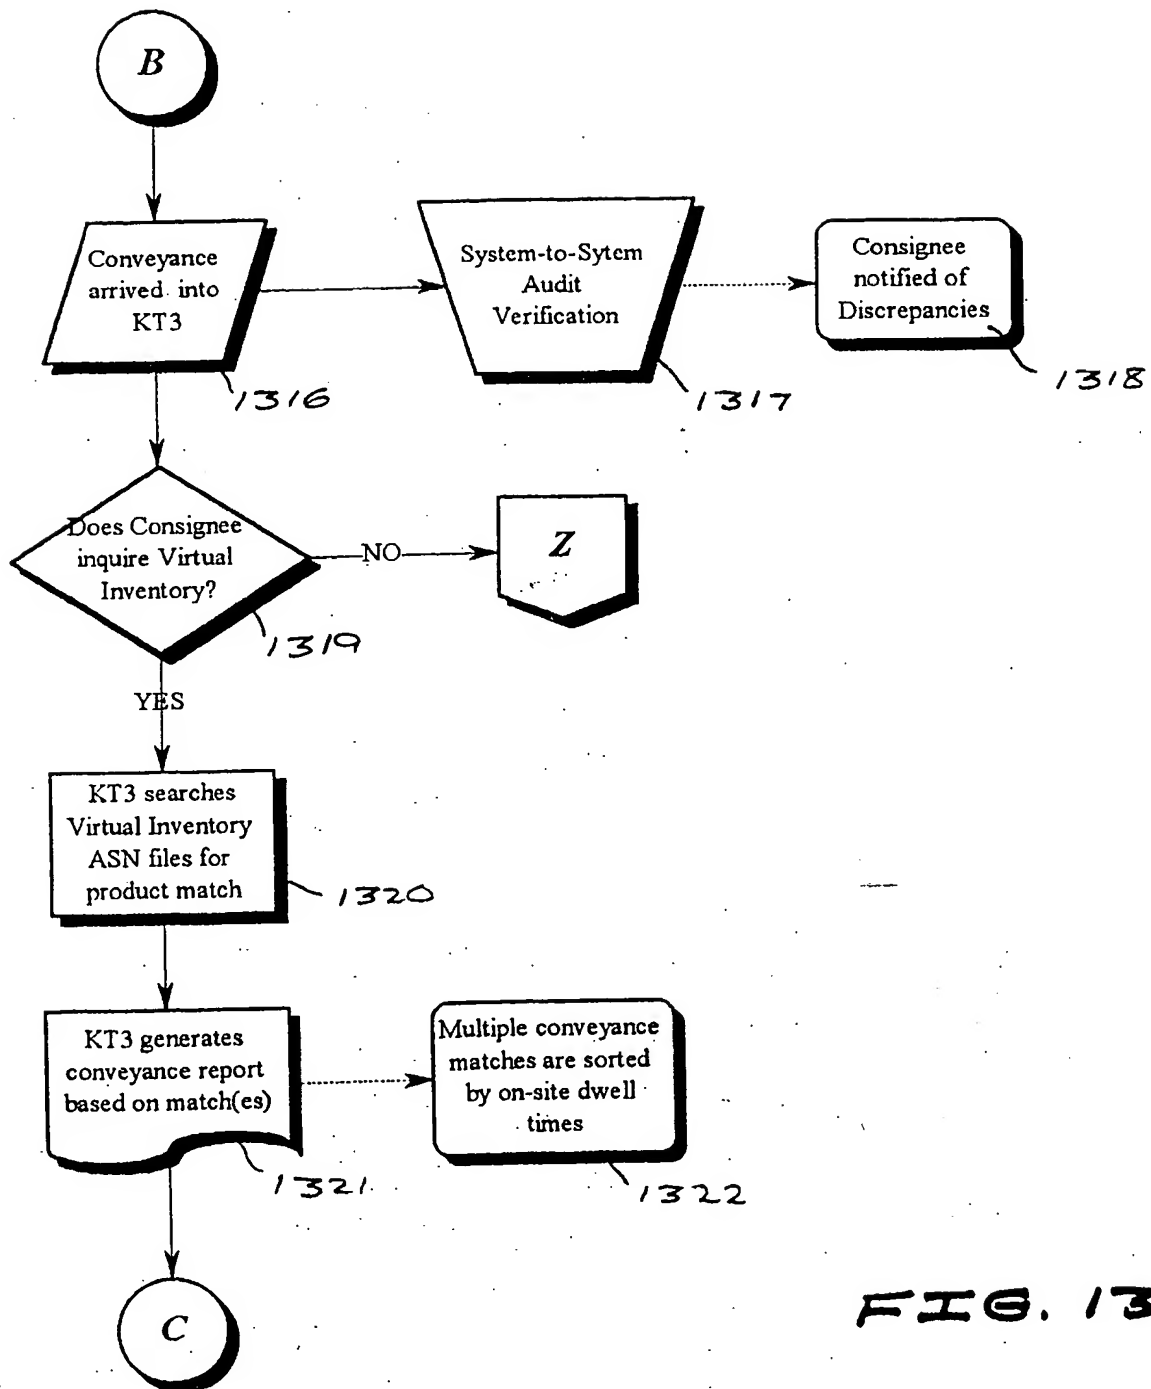 B
Conveyance
arrived into
KT3
1316
System-to-Sytem
Audit
Verification
1317
Consignee
notified of
Discrepancies
1318
Does Consignee
inquire Virtual
Inventory?
1319
NO
Z
YES
KT3 searches
Virtual Inventory
ASN files for
product match
1320
KT3 generates
conveyance report
based on match(es)
1321
Multiple conveyance
matches are sorted
by on-site dwell
times
1322
C
FIG. 13